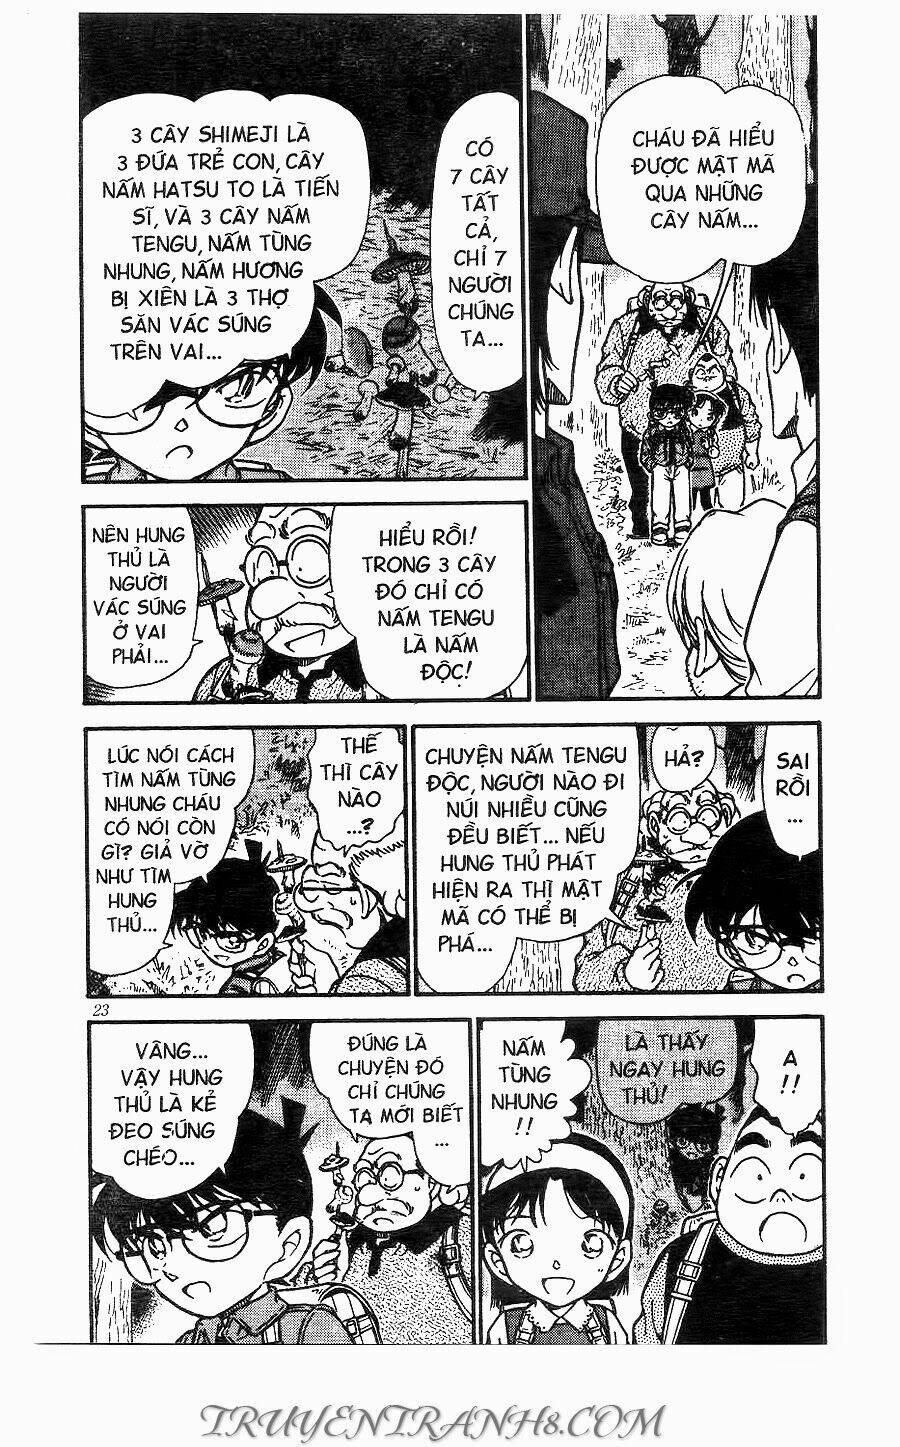 CHÁU ĐÃ HIỂU
ĐƯỢC MẬT MÃ
QUA NHỮNG
CÂY NẤM...
CÓ
7 CÂY
TẤT
CẢ,
CHỈ 7
NGƯỜI
CHÚNG
TA...
3 CÂY SHIMEJI LÀ
3 ĐỨA TRẺ CON, CÂY
NẤM HATSU TO LÀ TIẾN
SĨ, VÀ 3 CÂY NẤM
TENGU, NẤM TÙNG
NHUNG, NẤM HƯƠNG
BỊ XIÊN LÀ 3 THỢ
SĂN VÁC SÚNG
TRÊN VAI...
HIỂU RỒI!
TRONG 3 CÂY
ĐÓ CHỈ CÓ
NẤM TENGU
LÀ NẤM
ĐỘC!
NÊN HUNG
THỦ LÀ
NGƯỜI
VÁC SÚNG
Ở VAI
PHẢI...
SAI
RỒI
...
HẢ?
CHUYỆN NẤM TENGU
ĐỘC, NGƯỜI NÀO ĐI
NÚI NHIỀU CŨNG
ĐỀU BIẾT... NẾU
HUNG THỦ PHÁT
HIỆN RA THÌ MẬT
MÃ CÓ THỂ BỊ
PHÁ...
THẾ
THÌ CÂY
NÀO
...?
LÚC NÓI CÁCH
TÌM NẤM TÙNG
NHUNG CHÁU
CÓ NÓI CÒN
GÌ? GIẢ VỜ
NHƯ TÌM
HUNG
THỦ...
23
A
!!
LÀ THẤY
NGAY HUNG
THỦ!
NẤM
TÙNG
NHUNG
!!
ĐÚNG LÀ
CHUYỆN ĐÓ
CHỈ CHÚNG
TA MỚI BIẾT
...
VÂNG...
VẬY HUNG
THỦ LÀ KẺ
ĐEO SÚNG
CHÉO...
TRUYENTRANH8.COM